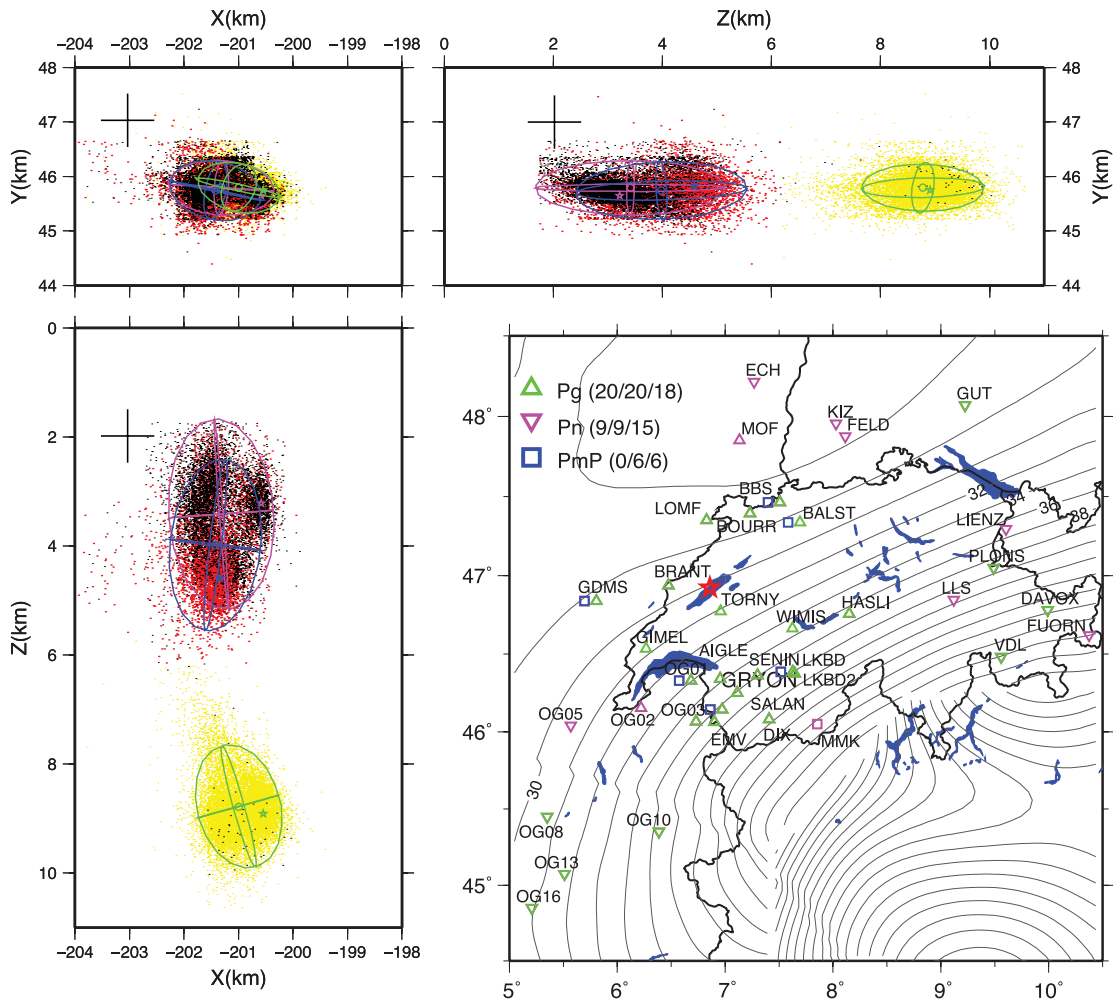 X(km)
−204 −203 −202 −201 −200 −199 −198
48
47
46
45
44
Y(km)
Z(km)
0 2 4 6 8 10
48
47
46
45
44
Y(km)
0
2
4
6
8
10
Z(km)
−204 −203 −202 −201 −200 −199 −198
X(km)
Pg (20/20/18)
Pn (9/9/15)
PmP (0/6/6)
ECH
GUT
KIZ
FELD
MOF
BBS
LOMF
BOURR
BALST
32
34
36
38
LIENZ
PLONS
BRANT
GDMS
TORNY
WIMIS
HASLI
LLS
DAVOX
FUORN
GIMEL
AIGLE
SENIN
LKBD
VDL
OG01
GRYON
LKBD2
OG05
OG02
OG03
SALAN
EMV
DIX
MMK
30
OG08
OG10
OG13
OG16
48°
47°
46°
45°
5° 6° 7° 8° 9° 10°